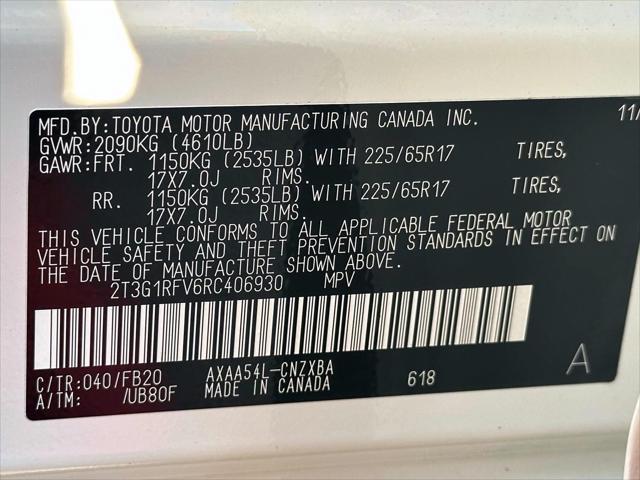 MFD.BY:TOYOTA MOTOR MANUFACTURING CANADA INC. 11/
GVWR:2090KG (4610LB)
GAWR:FRT. 1150KG (2535LB) WITH 225/65R17 TIRES,
17X7.0J RIMS.
RR. 1150KG (2535LB) WITH 225/65R17 TIRES,
17X7.0J RIMS.
THIS VEHICLE CONFORMS TO ALL APPLICABLE FEDERAL MOTOR
VEHICLE SAFETY AND THEFT PREVENTION STANDARDS IN EFFECT ON
THE DATE OF MANUFACTURE SHOWN ABOVE.
2T3G1RFV6RC406930 MPV
C/TR:040/FB20 AXAA54L-CNZXBA 618 A
A/TM: /UB80F MADE IN CANADA